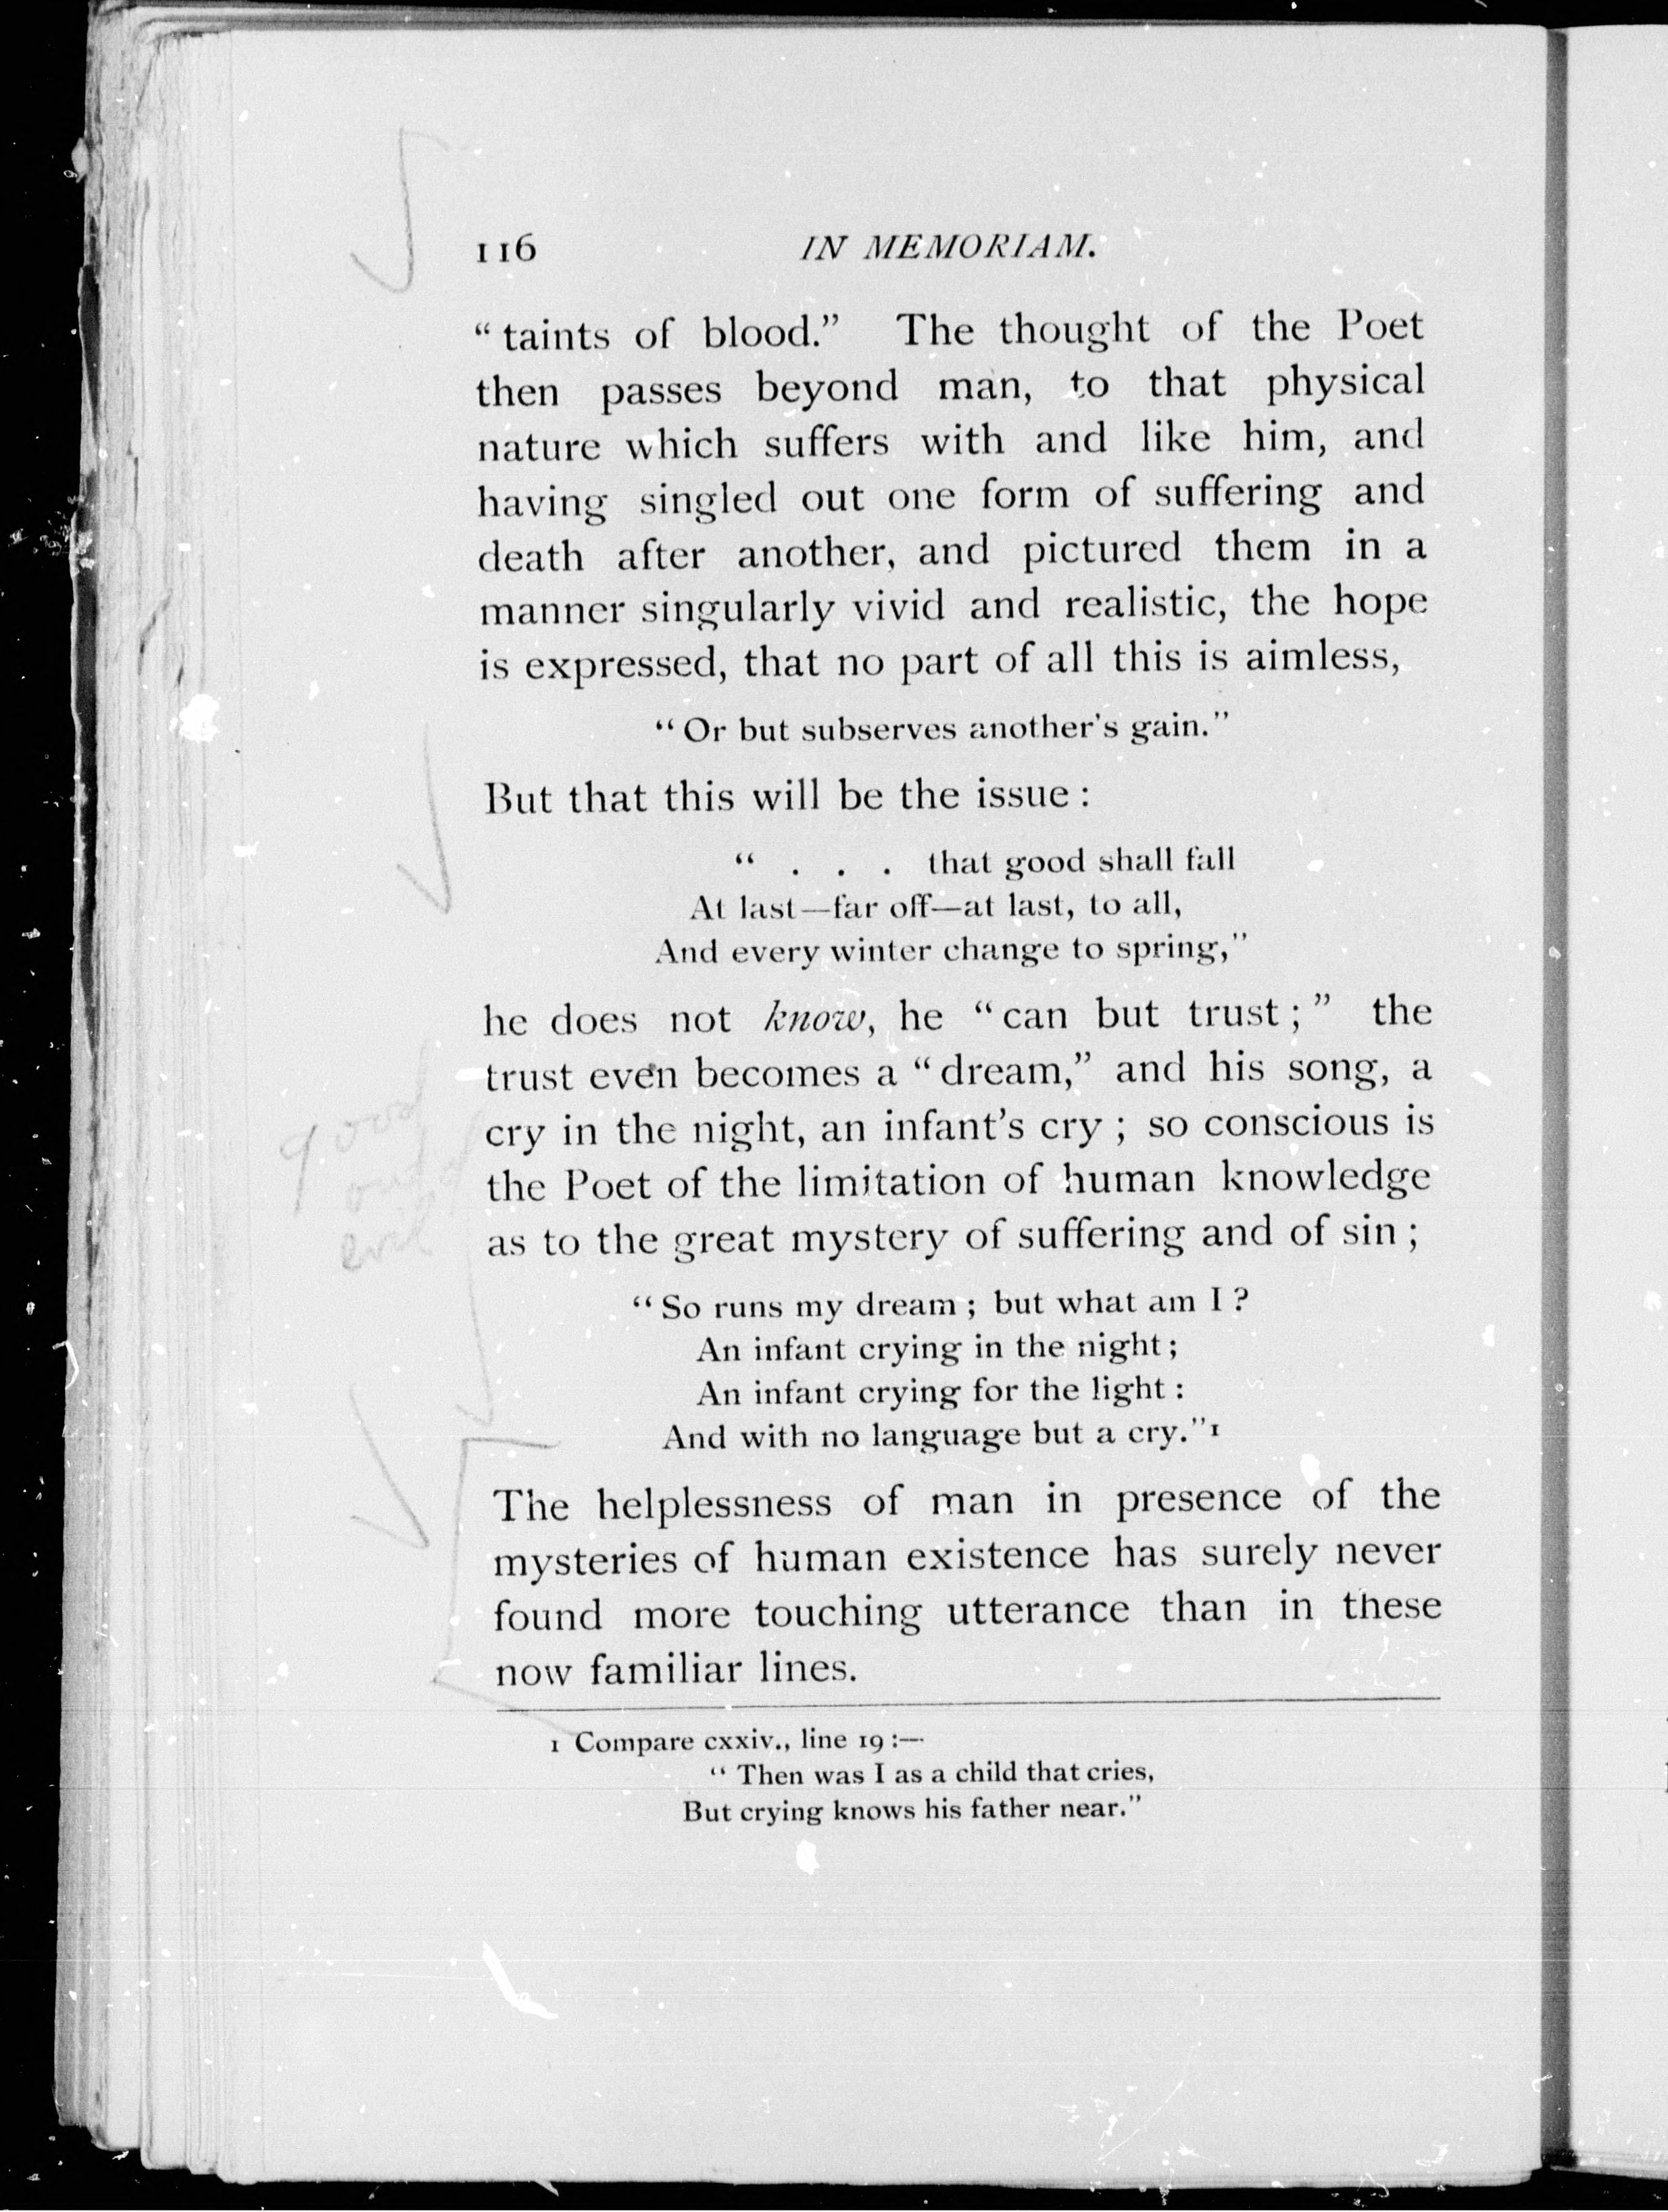 116 IN MEMORIAM.
“ taints of blood.” The thought of the Poet
then passes beyond man, to that physical
nature which suffers with and like him, and
having singled out one form of suffering and
death after another, and pictured them in a
manner singularly vivid and realistic, the hope
is expressed, that no part of all this is aimless,
“ Or but subserves another’s gain.”
But that this will be the issue :
“ . . . that good shall fall
At last—far off—at last, to all,
And every winter change to spring,”
he does not know, he “ can but trust ; ” the
trust even becomes a “ dream,” and his song, a
cry in the night, an infant’s cry ; so conscious is
the Poet of the limitation of human knowledge
as to the great mystery of suffering and of sin ;
good
out of
evil
“ So runs my dream ; but what am I ?
An infant crying in the night ;
An infant crying for the light :
And with no language but a cry.” 1
The helplessness of man in presence of the
mysteries of human existence has surely never
found more touching utterance than in these
now familiar lines.
1 Compare cxxiv., line 19 :—
“ Then was I as a child that cries,
But crying knows his father near.”